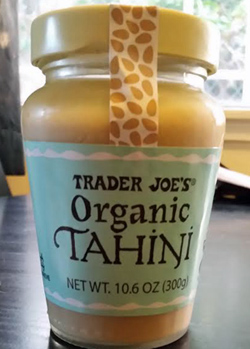 TRADER JOE'S®
Organic
TAHINI
NET WT. 10.6 OZ (300g)